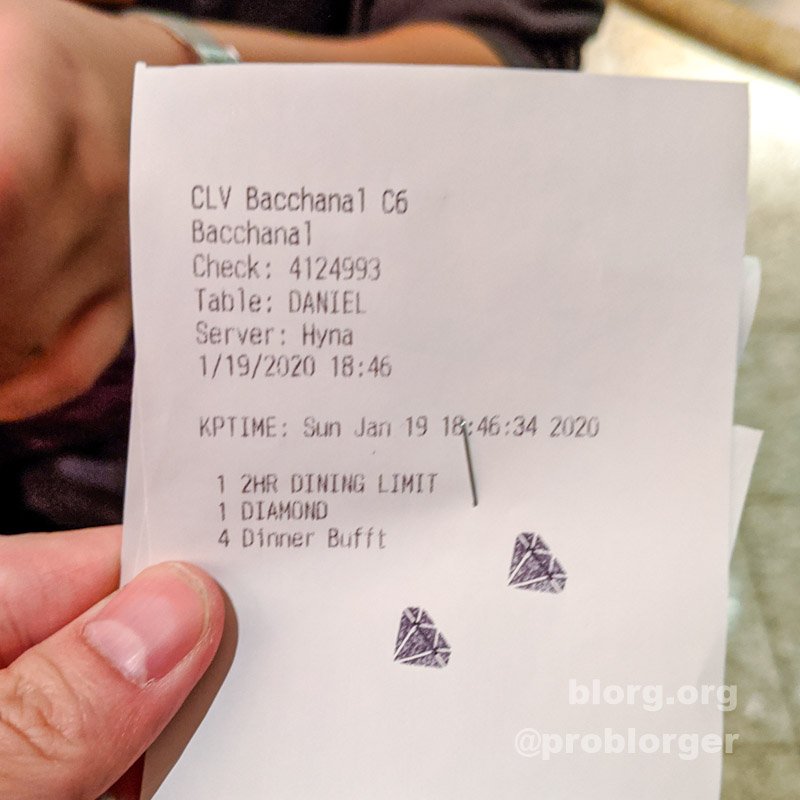 CLV Bacchanal C6
Bacchanal
Check: 4124993
Table: DANIEL
Server: Hyna
1/19/2020 18:46
KPTIME: Sun Jan 19 18:46:34 2020
1 2HR DINING LIMIT
1 DIAMOND
4 Dinner Bufft
blorg.org
@problorger